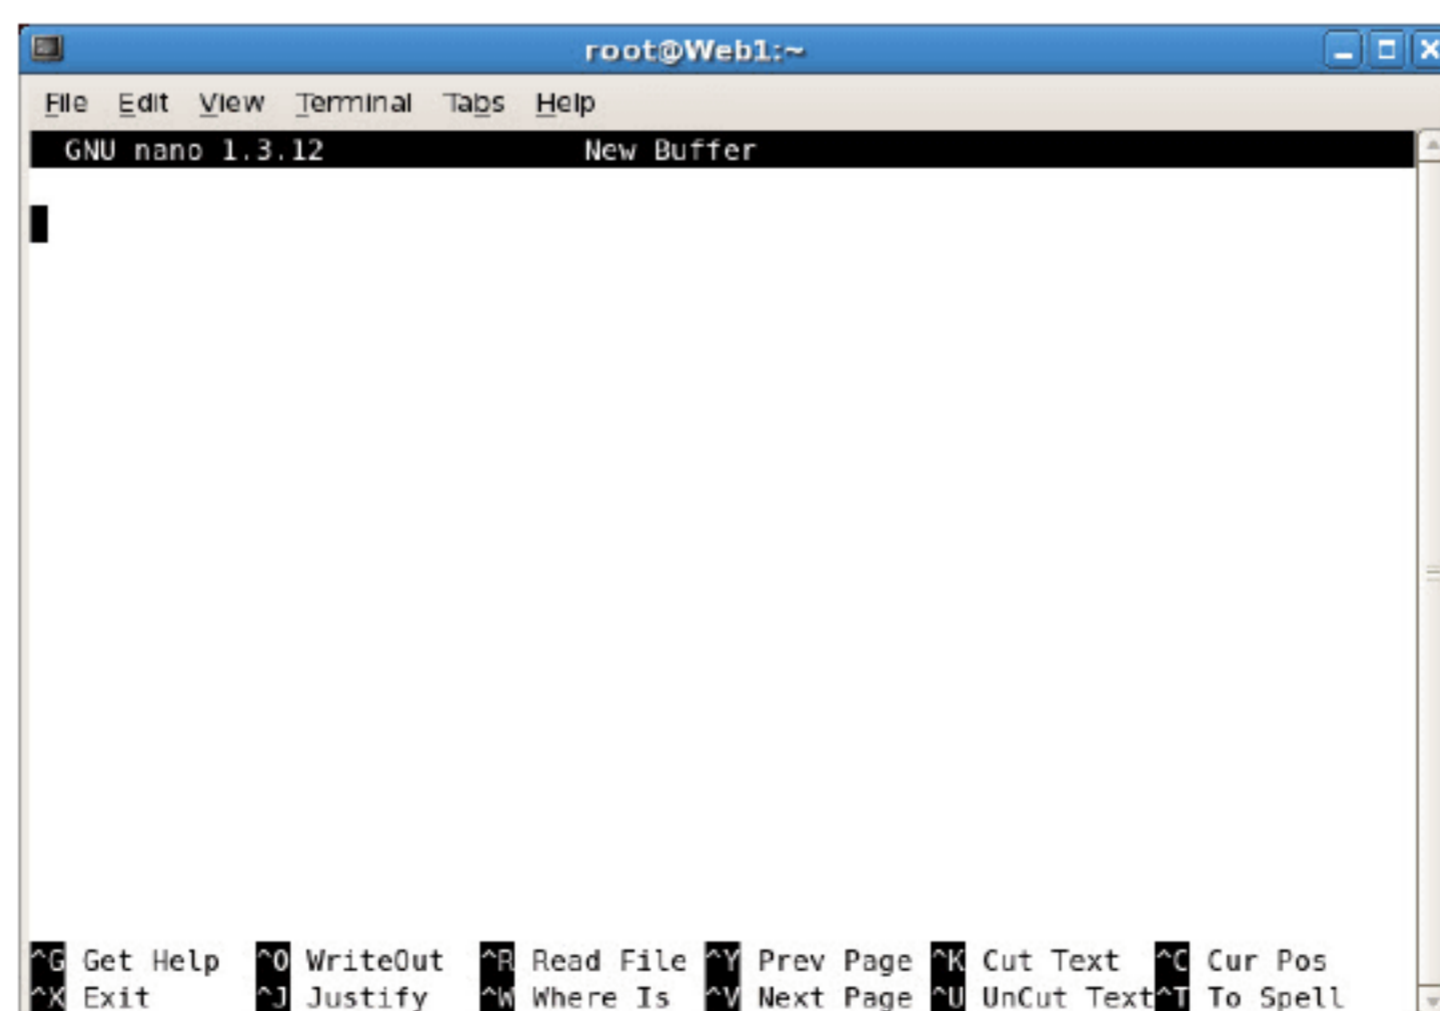 root@Web1:~
File Edit View Terminal Tabs Help
GNU nano 1.3.12 New Buffer
^G Get Help ^O WriteOut ^R Read File ^Y Prev Page ^K Cut Text ^C Cur Pos
^X Exit ^J Justify ^W Where Is ^V Next Page ^U UnCut Text^T To Spell